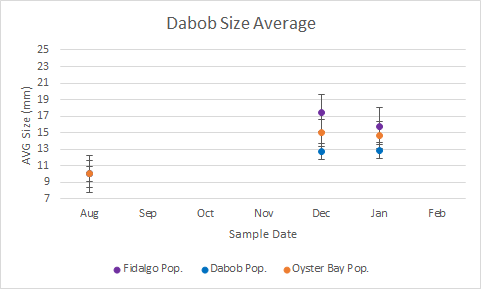 Dabob Size Average
25
23
21
19
17
15
13
11
9
7
AVG Size (mm)
Aug Sep Oct Nov Dec Jan Feb
Sample Date
Fidalgo Pop. Dabob Pop. Oyster Bay Pop.